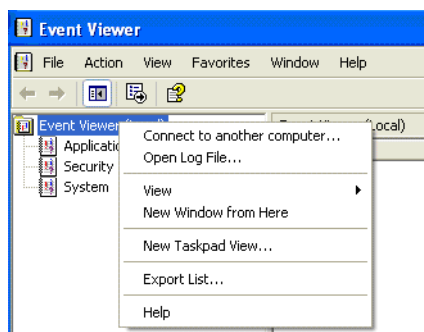 Event Viewer
File Action View Favorites Window Help
Event Viewer (Local)
Connect to another computer...
Open Log File...
Security
System
View
New Window from Here
New Taskpad View...
Export List...
Help